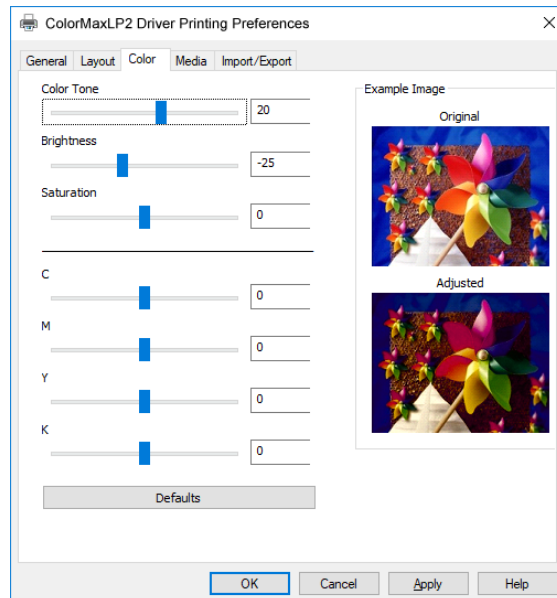 ColorMaxLP2 Driver Printing Preferences
General Layout Color Media Import/Export
Color Tone
20
Brightness
-25
Saturation
0
C
0
M
0
Y
0
K
0
Defaults
Example Image
Original
Adjusted
OK Cancel Apply Help